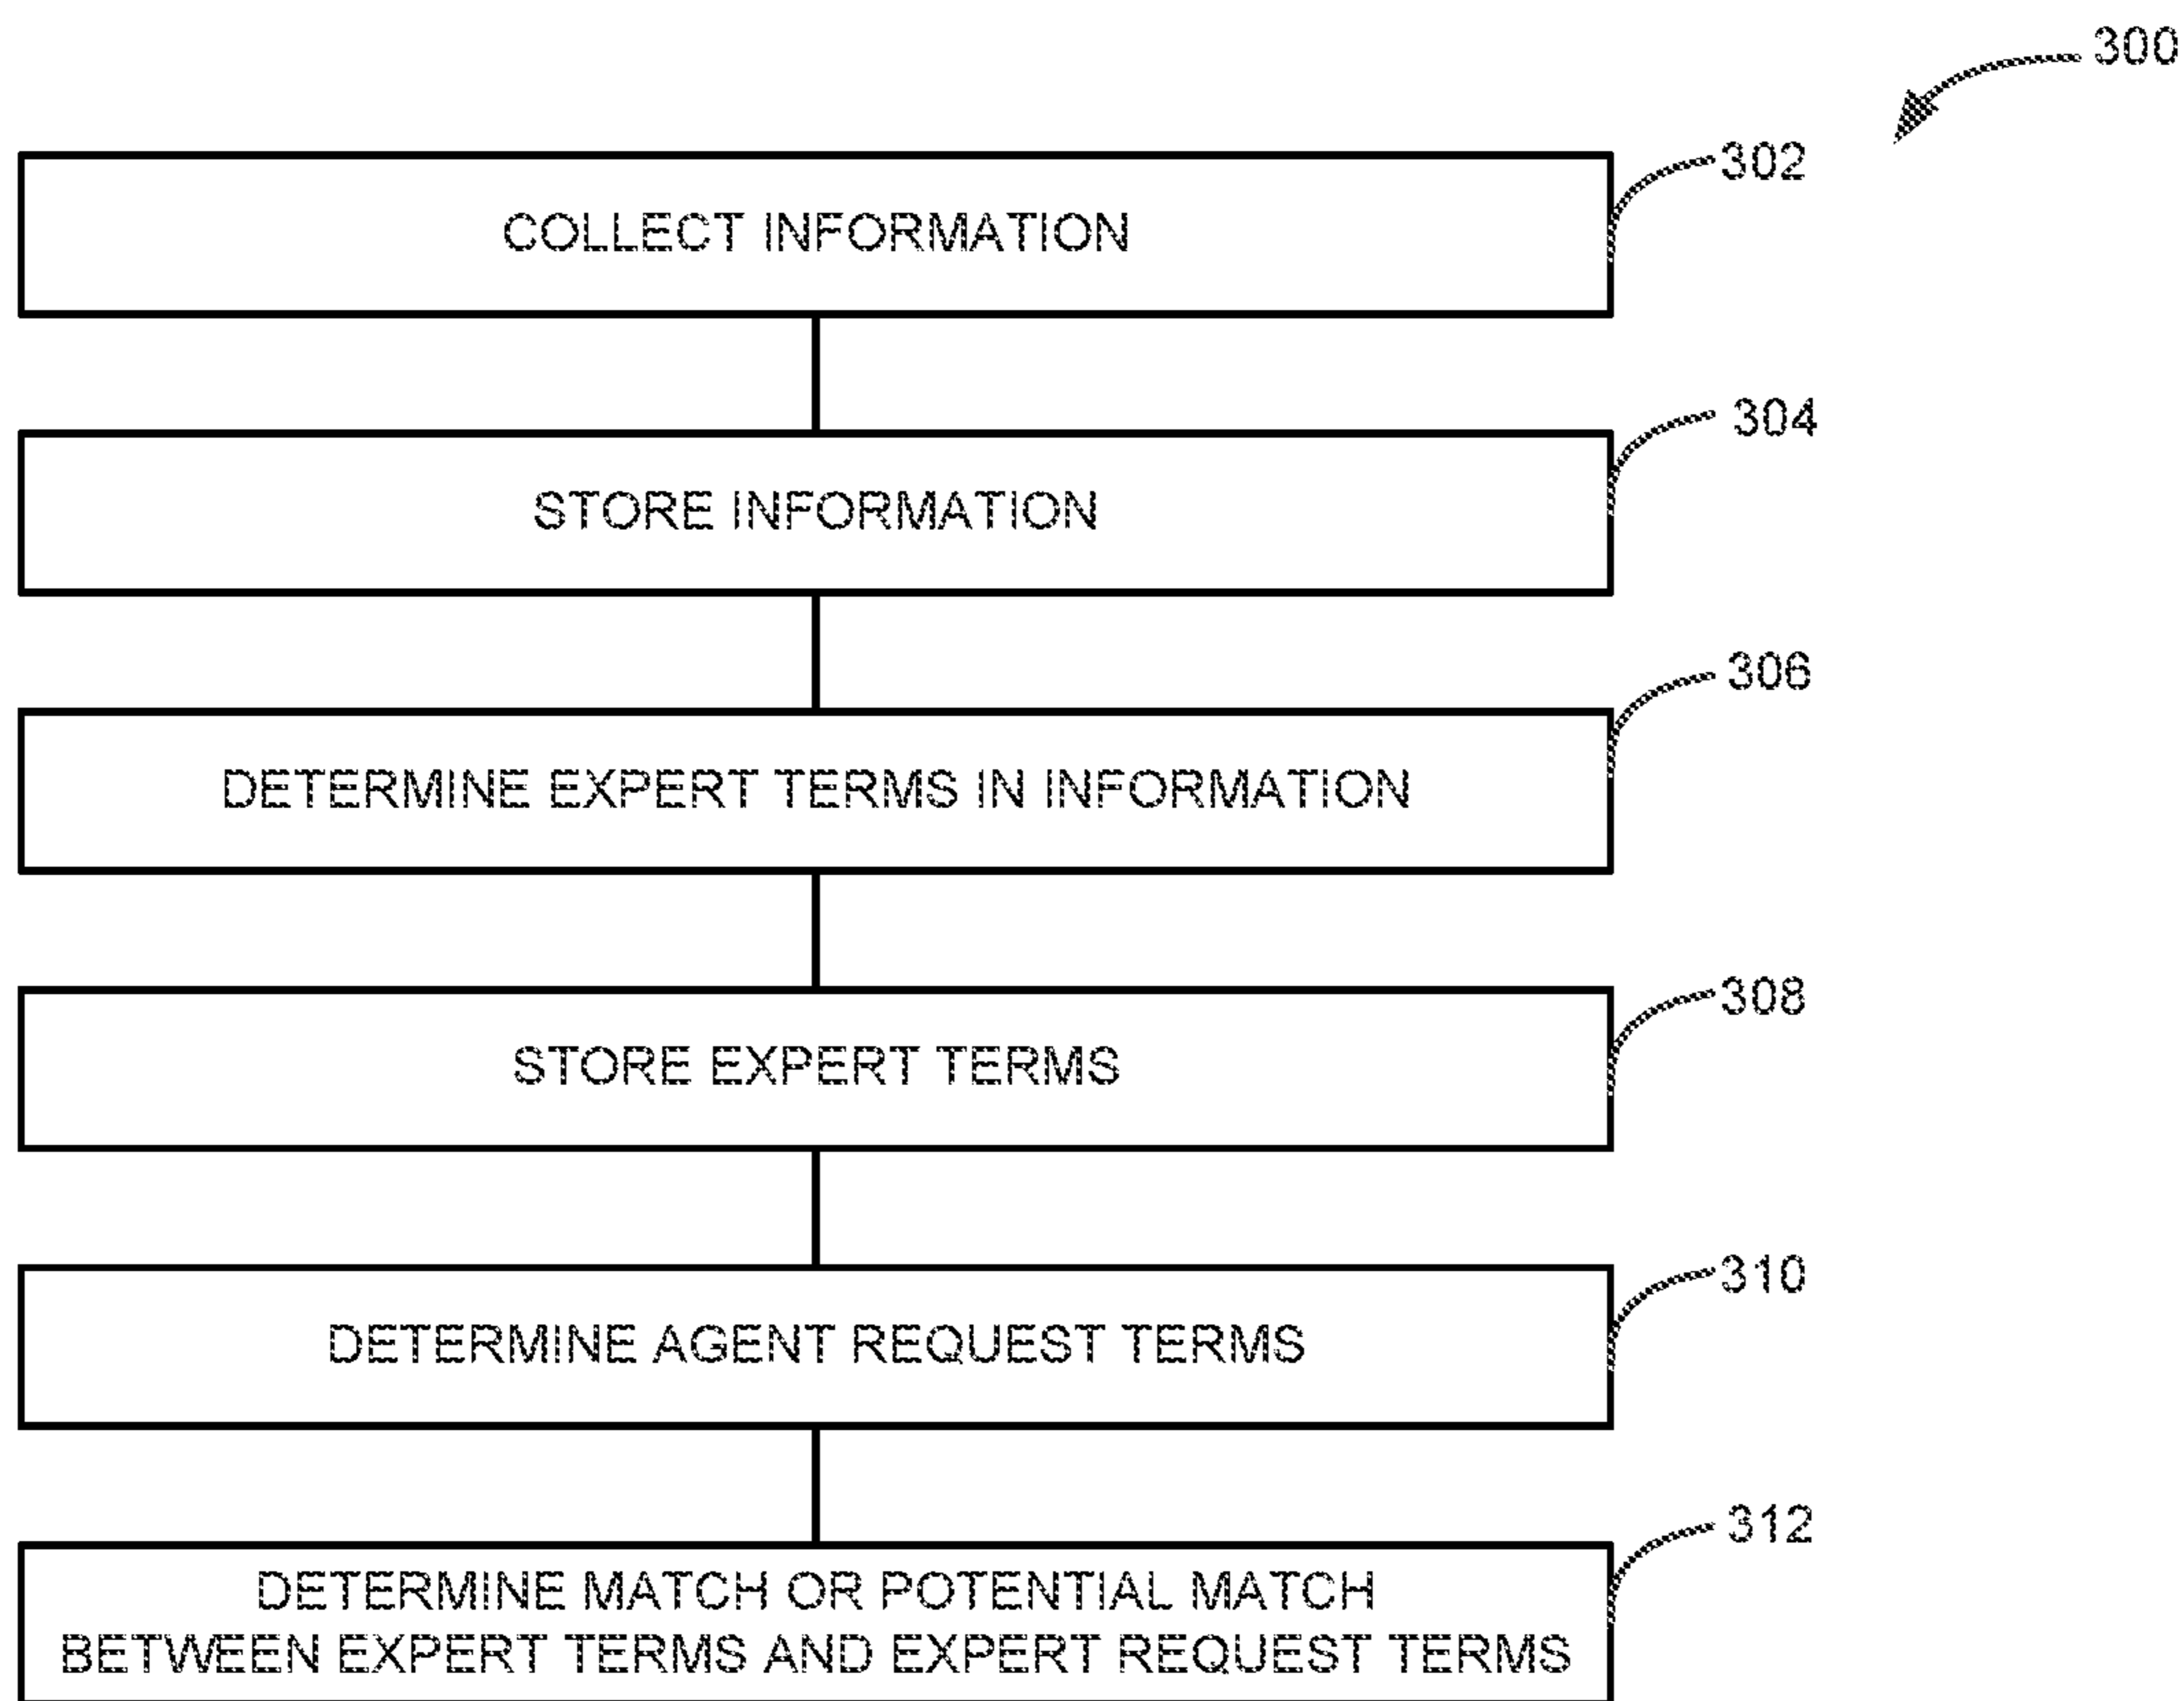 300
302
COLLECT INFORMATION
304
STORE INFORMATION
306
DETERMINE EXPERT TERMS IN INFORMATION
308
STORE EXPERT TERMS
310
DETERMINE AGENT REQUEST TERMS
312
DETERMINE MATCH OR POTENTIAL MATCH
BETWEEN EXPERT TERMS AND EXPERT REQUEST TERMS